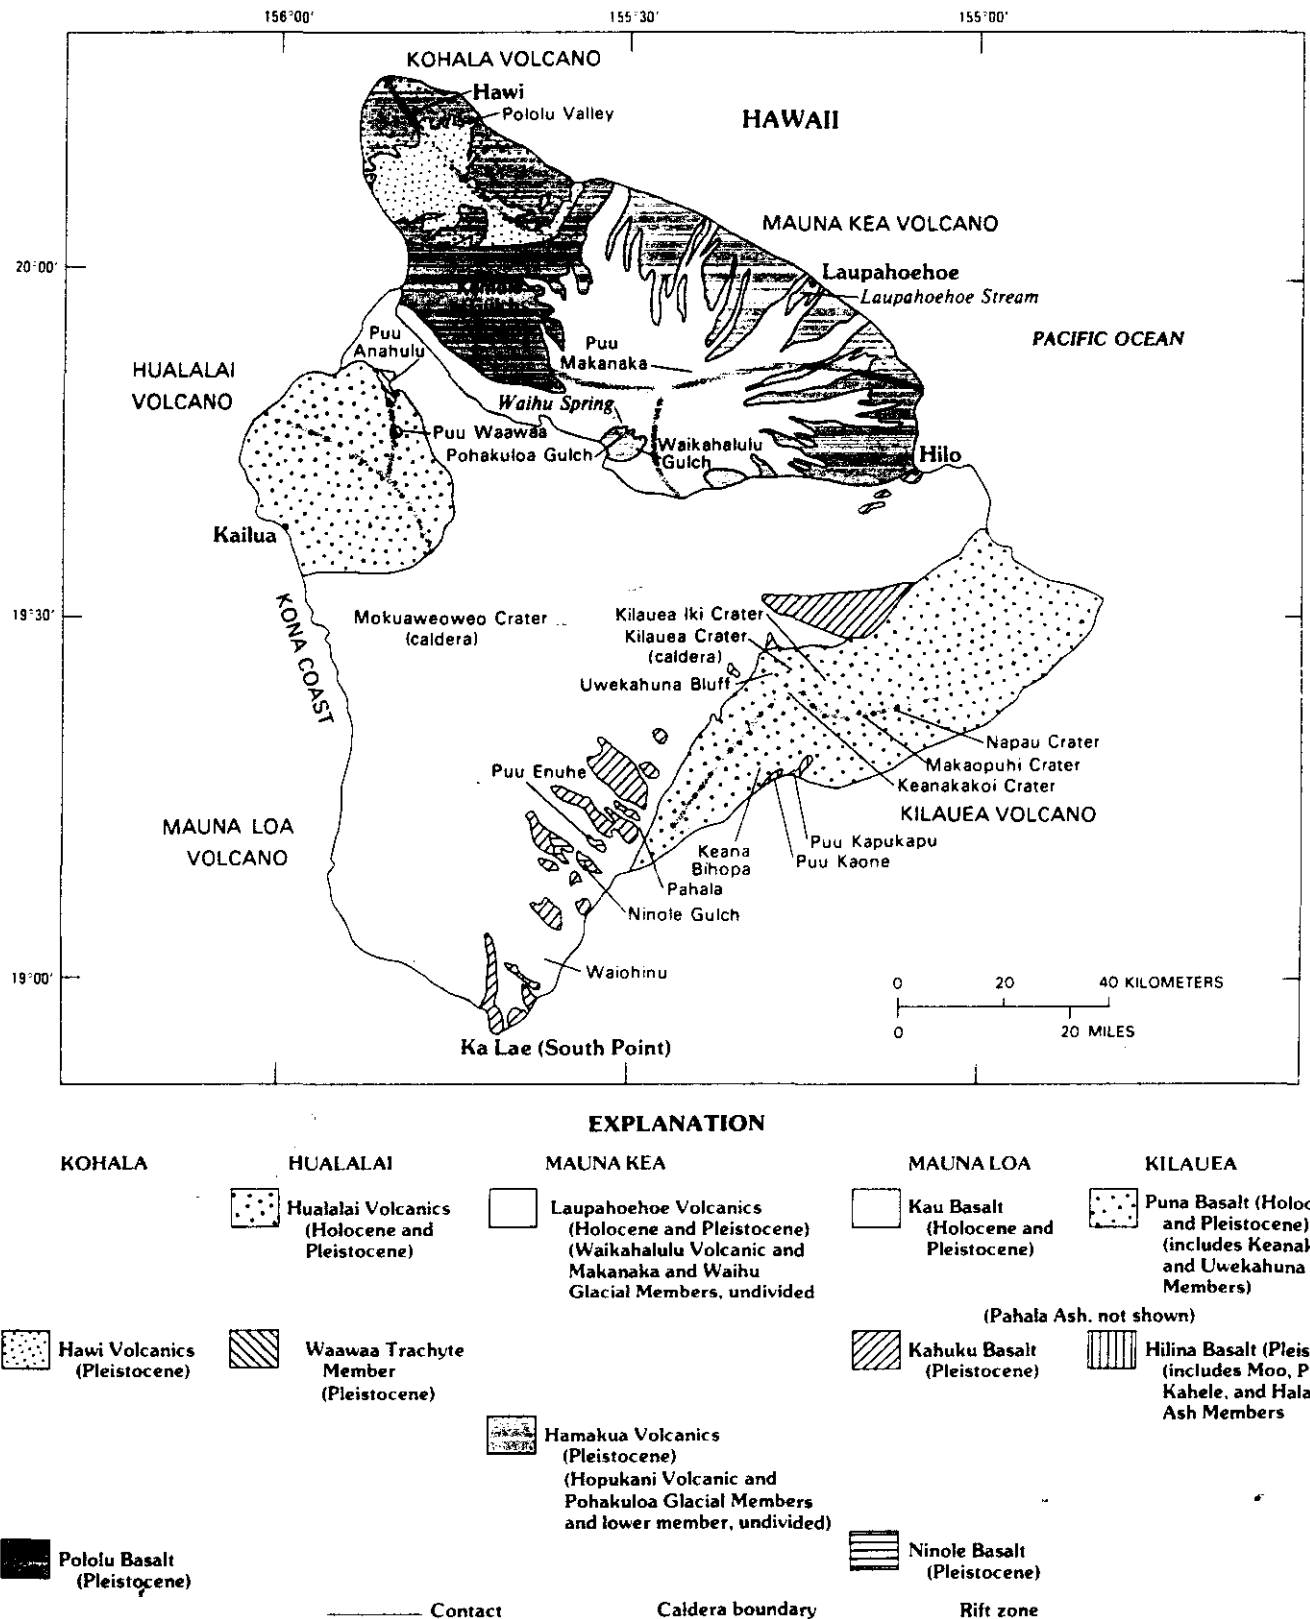 156°00'
155°30'
155°00'
KOHALA VOLCANO
Hawi
Pololu Valley
HAWAII
MAUNA KEA VOLCANO
20°00'
Laupahoehoe
Laupahoehoe Stream
Puu
Anahulu
Puu
Makanaka
PACIFIC OCEAN
HUALALAI
VOLCANO
Waihu Spring
Puu Waawaa
Pohakuloa Gulch
Waikahalulu
Gulch
Hilo
Kailua
KONA COAST
19°30'
Mokuaweoweo Crater
(caldera)
Kilauea Iki Crater
Kilauea Crater
(caldera)
Uwekahuna Bluff
Napau Crater
Makaopuhi Crater
Keanakakoi Crater
KILAUEA VOLCANO
Puu Enuhe
MAUNA LOA
VOLCANO
Puu Kapukapu
Puu Kaone
Keana
Bihopa
Pahala
Ninole Gulch
Waiohinu
19°00'
0 20 40 KILOMETERS
0 20 MILES
Ka Lae (South Point)
EXPLANATION
KOHALA HUALALAI MAUNA KEA MAUNA LOA KILAUEA
Hualalai Volcanics
(Holocene and
Pleistocene)
Laupahoehoe Volcanics
(Holocene and Pleistocene)
(Waikahalulu Volcanic and
Makanaka and Waihu
Glacial Members, undivided
Kau Basalt
(Holocene and
Pleistocene)
Puna Basalt (Holoc
and Pleistocene)
(includes Keanak
and Uwekahuna
Members)
(Pahala Ash, not shown)
Hawi Volcanics
(Pleistocene)
Waawaa Trachyte
Member
(Pleistocene)
Kahuku Basalt
(Pleistocene)
Hilina Basalt (Pleis
(includes Moo, P
Kahele, and Hala
Ash Members
Hamakua Volcanics
(Pleistocene)
(Hopukani Volcanic and
Pohakuloa Glacial Members
and lower member, undivided)
Pololu Basalt
(Pleistocene)
Ninole Basalt
(Pleistocene)
Contact Caldera boundary Rift zone